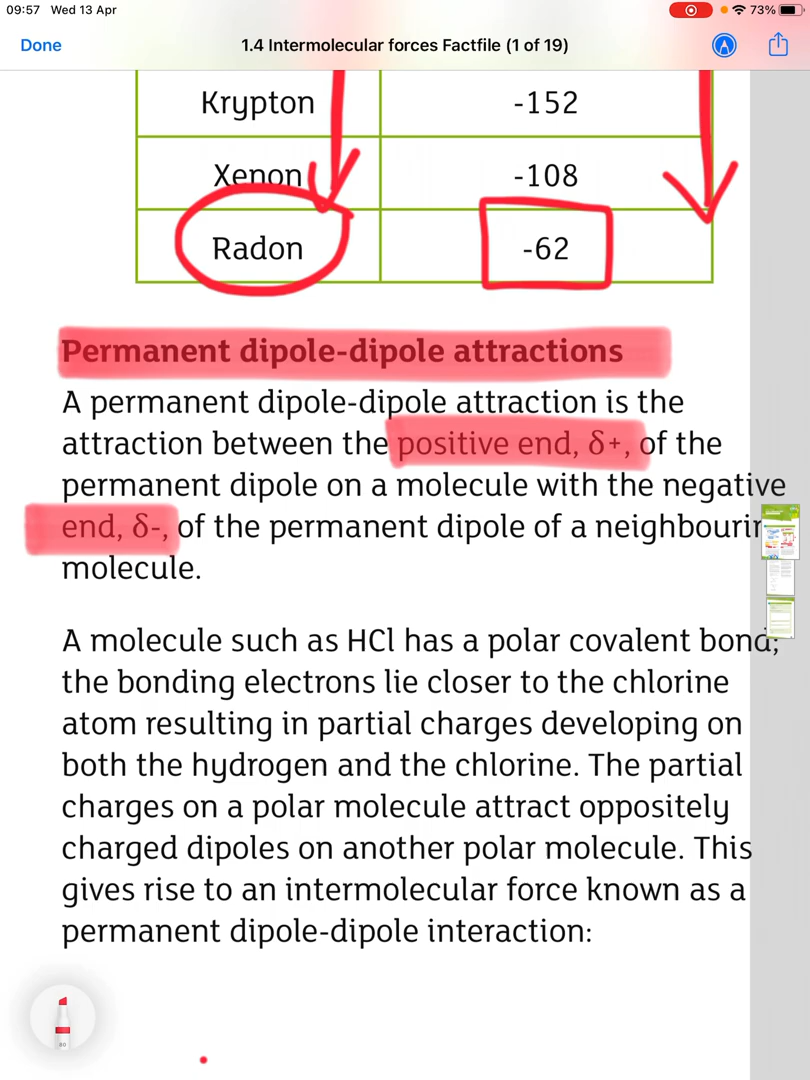 09:57 Wed 13 Apr 73%
Done 1.4 Intermolecular forces Factfile (1 of 19)
Krypton -152
Xenon -108
Radon -62
Permanent dipole-dipole attractions
A permanent dipole-dipole attraction is the
attraction between the positive end, δ+, of the
permanent dipole on a molecule with the negative
end, δ-, of the permanent dipole of a neighbourin
molecule.
A molecule such as HCl has a polar covalent bond;
the bonding electrons lie closer to the chlorine
atom resulting in partial charges developing on
both the hydrogen and the chlorine. The partial
charges on a polar molecule attract oppositely
charged dipoles on another polar molecule. This
gives rise to an intermolecular force known as a
permanent dipole-dipole interaction:
80